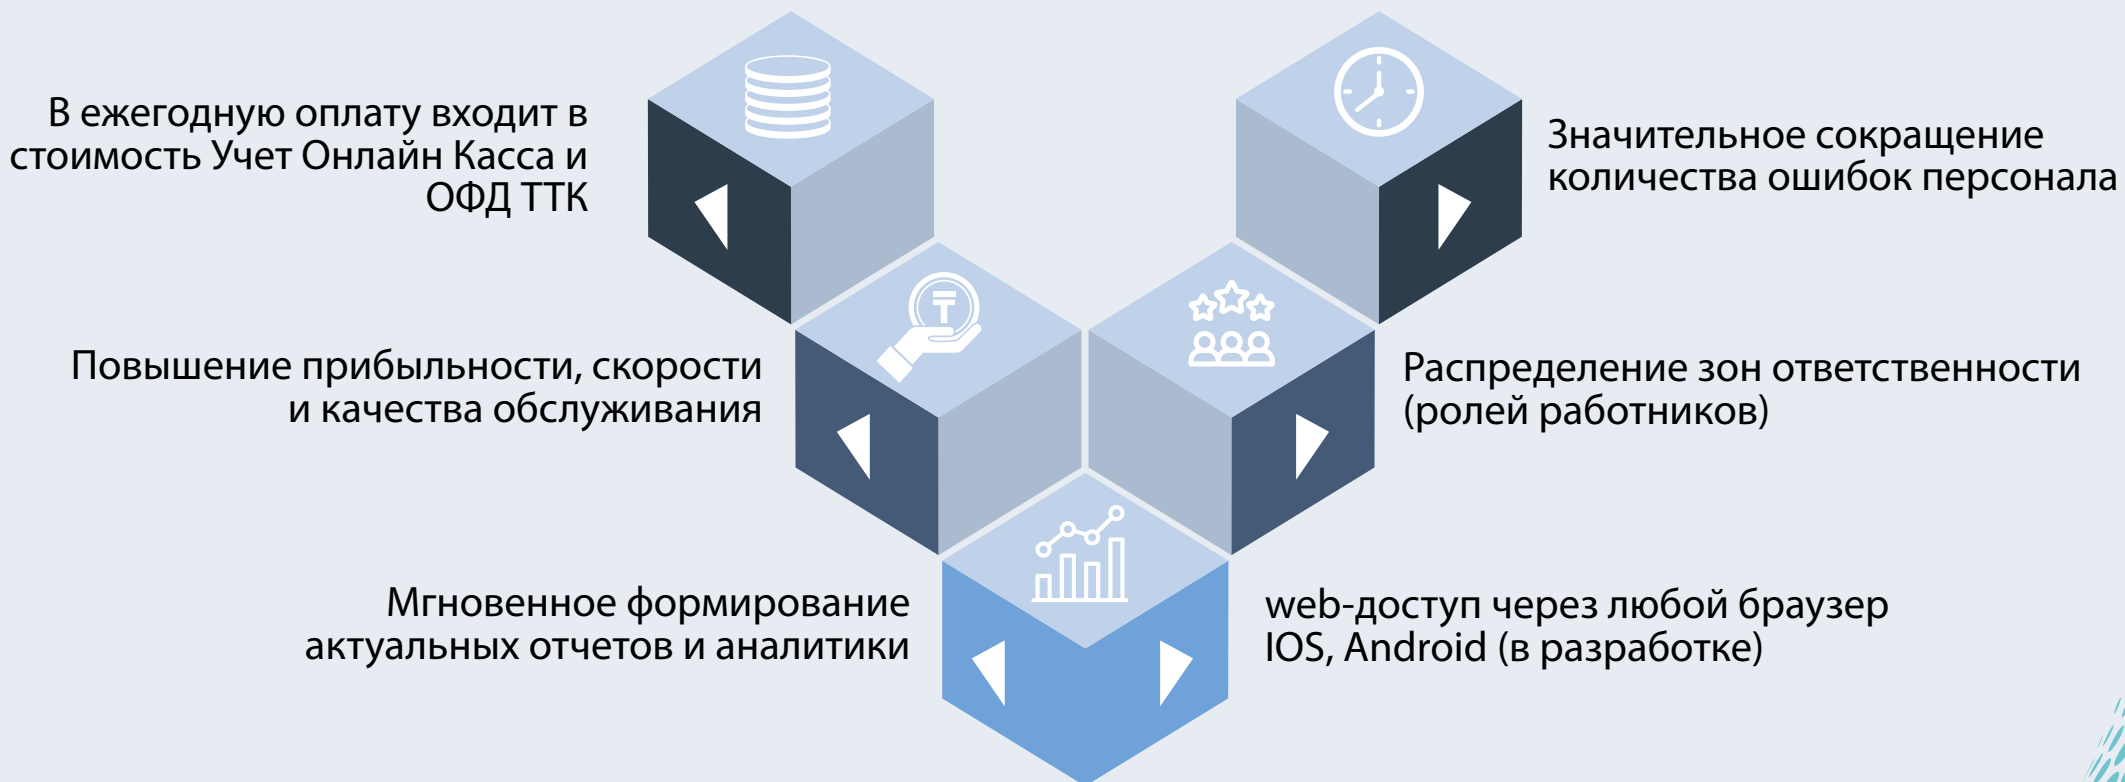 В ежегодную оплату входит в
стоимость Учет Онлайн Касса и
ОФД ТТК
Значительное сокращение
количества ошибок персонала
Повышение прибыльности, скорости
и качества обслуживания
Распределение зон ответственности
(ролей работников)
Мгновенное формирование
актуальных отчетов и аналитики
web-доступ через любой браузер
IOS, Android (в разработке)